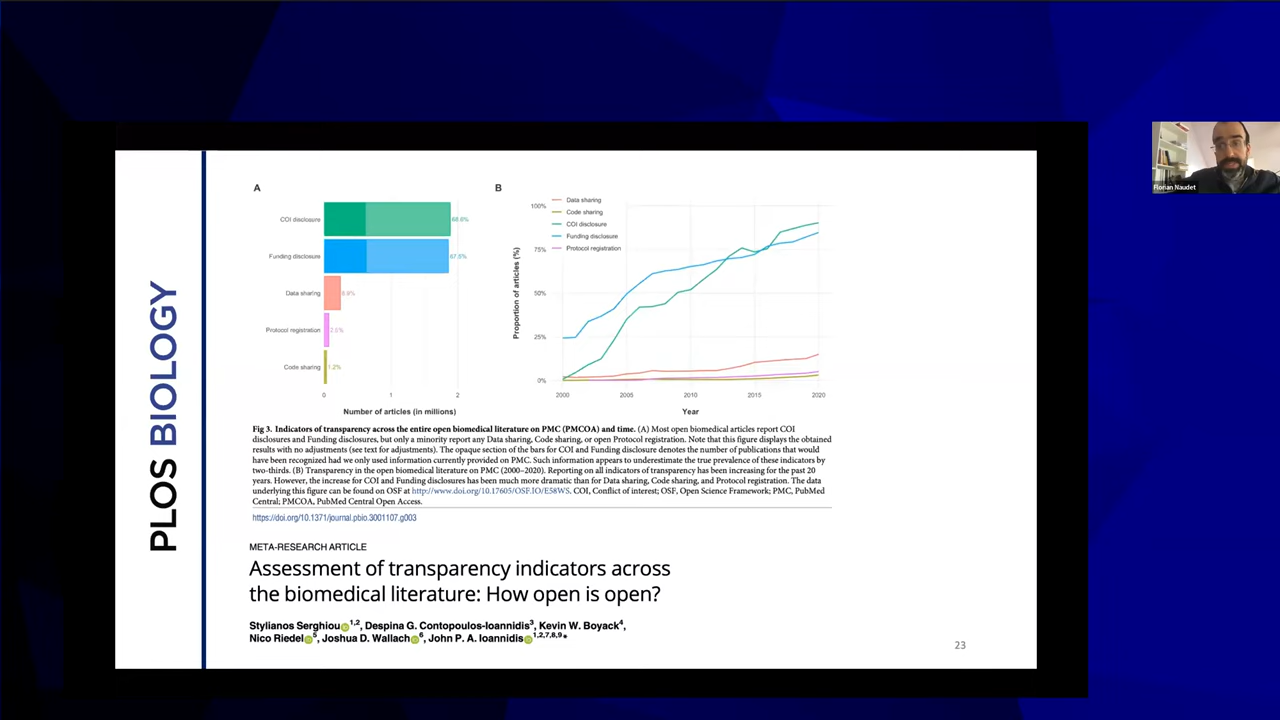 PLOS BIOLOGY
A
COI disclosure
68.6%
Funding disclosure
67.5%
Data sharing
8.9%
Protocol registration
2.5%
Code sharing
1.2%
0
1
2
Number of articles (in millions)
B
Data sharing
Code sharing
COI disclosure
Funding disclosure
Protocol registration
100%
75%
50%
25%
0%
Proportion of articles (%)
2000
2005
2010
2015
2020
Year
Fig 3. Indicators of transparency across the entire open biomedical literature on PMC (PMCOA) and time. (A) Most open biomedical articles report COI
disclosures and Funding disclosures, but only a minority report any Data sharing, Code sharing, or open Protocol registration. Note that this figure displays the obtained
results with no adjustments (see text for adjustments). The opaque section of the bars for COI and Funding disclosure denotes the number of publications that would
have been recognized had we only used information currently provided on PMC. Such information appears to underestimate the true prevalence of these indicators by
two-thirds. (B) Transparency in the open biomedical literature on PMC (2000–2020). Reporting on all indicators of transparency has been increasing for the past 20
years. However, the increase for COI and Funding disclosures has been much more dramatic than for Data sharing, Code sharing, and Protocol registration. The data
underlying this figure can be found on OSF at http://www.doi.org/10.17605/OSF.IO/E58WS. COI, Conflict of interest; OSF, Open Science Framework; PMC, PubMed
Central; PMCOA, PubMed Central Open Access.
https://doi.org/10.1371/journal.pbio.3001107.g003
META-RESEARCH ARTICLE
Assessment of transparency indicators across
the biomedical literature: How open is open?
Stylianos Serghiou 1,2, Despina G. Contopoulos-Ioannidis3, Kevin W. Boyack4,
Nico Riedel 5, Joshua D. Wallach 6, John P. A. Ioannidis 1,2,7,8,9*
23
Florian Naudet